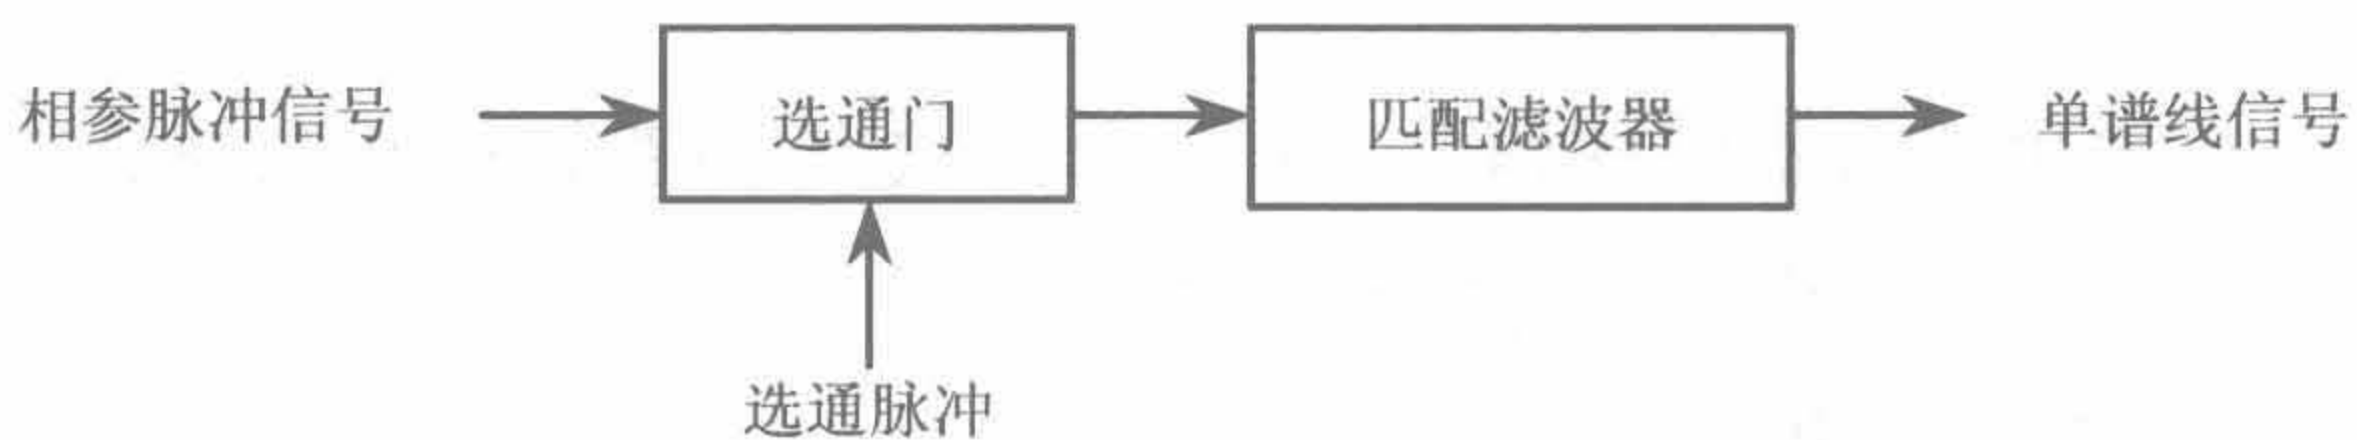 相参脉冲信号
选通门
匹配滤波器
单谱线信号
选通脉冲